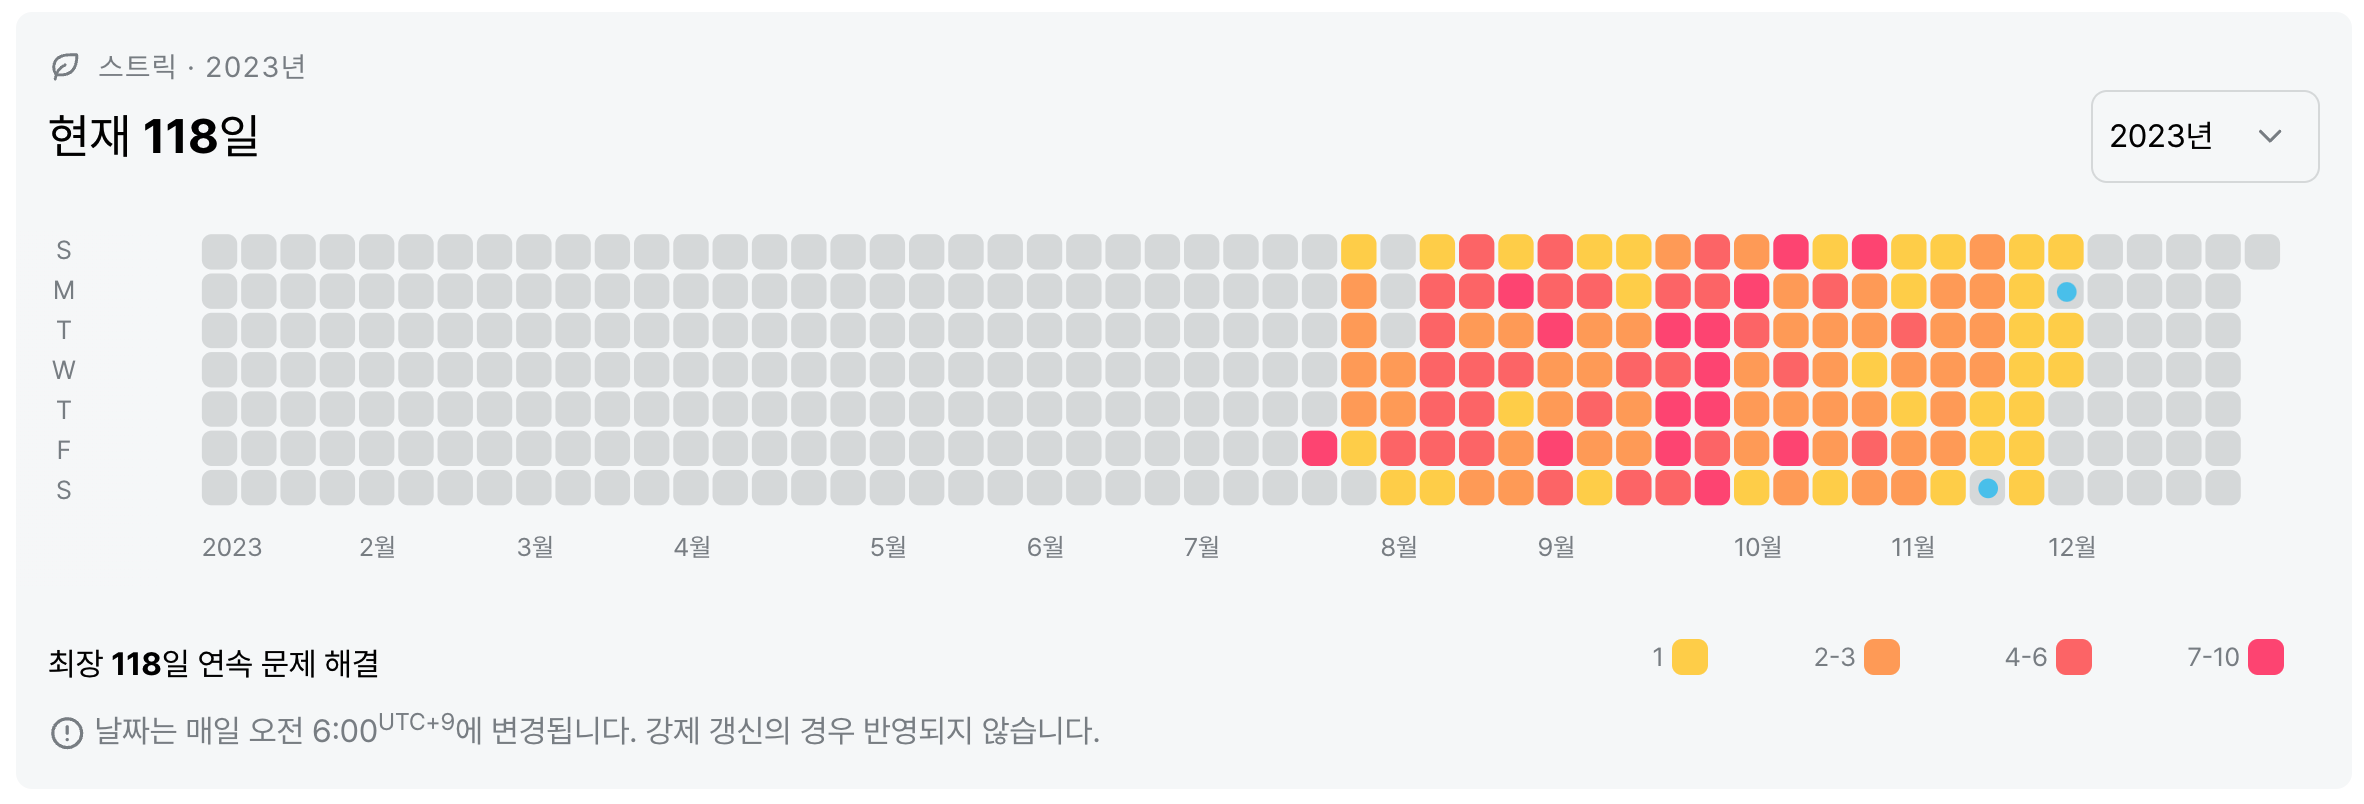 스트릭 · 2023년
현재 118일
2023년
S
M
T
W
T
F
S
2023 2월 3월 4월 5월 6월 7월 8월 9월 10월 11월 12월
최장 118일 연속 문제 해결
1 2-3 4-6 7-10
날짜는 매일 오전 6:00UTC+9에 변경됩니다. 강제 갱신의 경우 반영되지 않습니다.